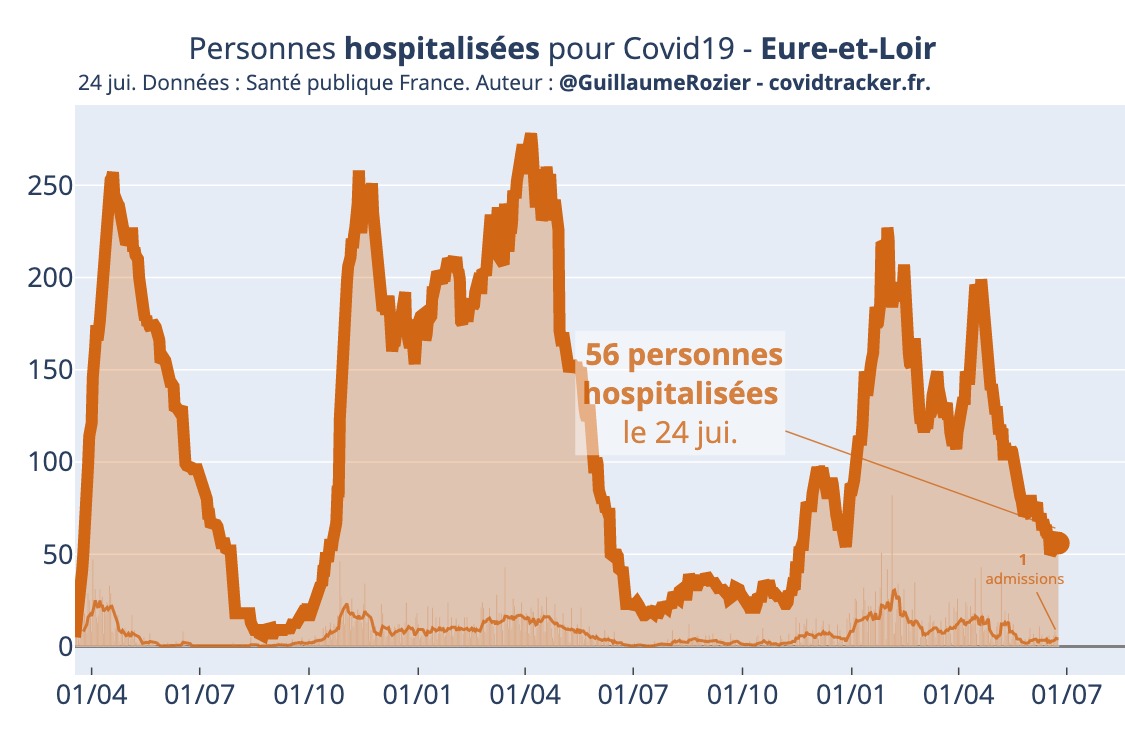 Personnes hospitalisées pour Covid19 - Eure-et-Loir
24 jui. Données : Santé publique France. Auteur : @GuillaumeRozier - covidtracker.fr.
250
200
150
100
50
0
56 personnes
hospitalisées
le 24 jui.
1
admissions
01/04 01/07 01/10 01/01 01/04 01/07 01/10 01/01 01/04 01/07